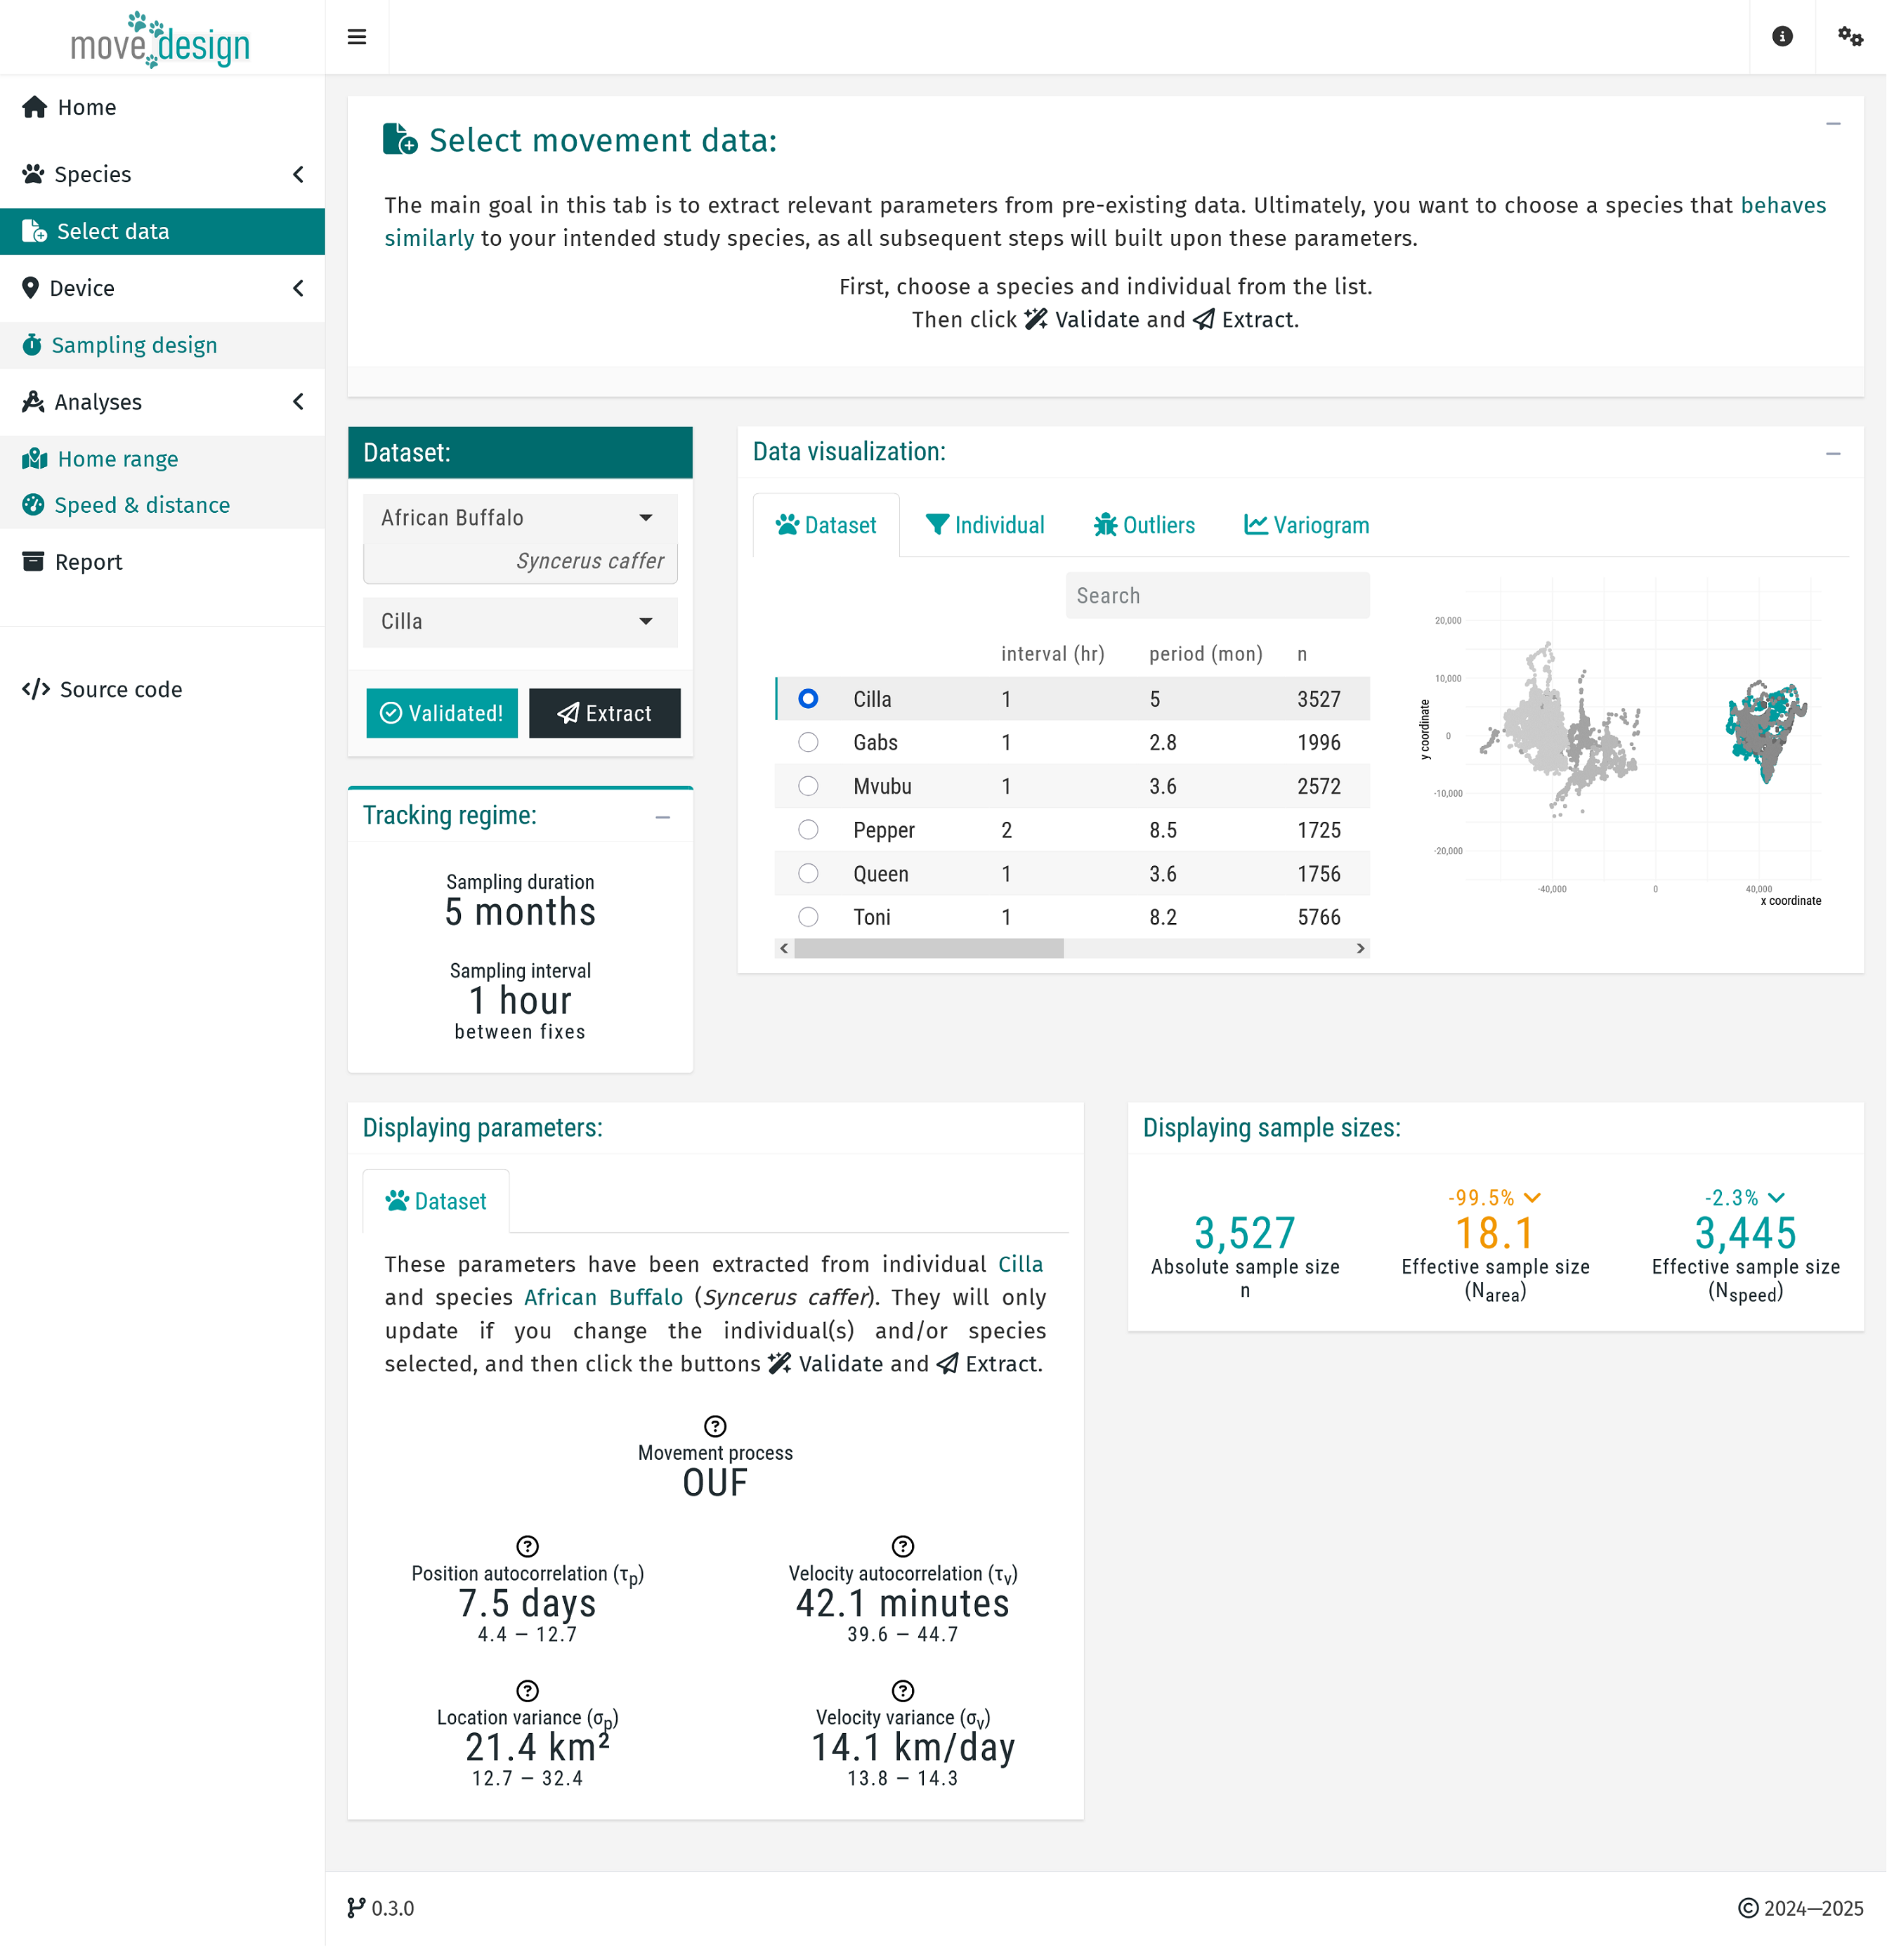 move design
Home
Species
Select data
Device
Sampling design
Analyses
Home range
Speed & distance
Report
Source code
Select movement data:
The main goal in this tab is to extract relevant parameters from pre-existing data. Ultimately, you want to choose a species that behaves
similarly to your intended study species, as all subsequent steps will built upon these parameters.
First, choose a species and individual from the list.
Then click Validate and Extract.
Dataset:
African Buffalo
Syncerus caffer
Cilla
Validated! Extract
Tracking regime:
Sampling duration
5 months
Sampling interval
1 hour
between fixes
Data visualization:
Dataset Individual Outliers Variogram
Search
interval (hr) period (mon) n
Cilla 1 5 3527
Gabs 1 2.8 1996
Mvubu 1 3.6 2572
Pepper 2 8.5 1725
Queen 1 3.6 1756
Toni 1 8.2 5766
20,000
10,000
0
-10,000
-20,000
y coordinate
-40,000 0 40,000
x coordinate
Displaying parameters:
Dataset
These parameters have been extracted from individual Cilla
and species African Buffalo (Syncerus caffer). They will only
update if you change the individual(s) and/or species
selected, and then click the buttons Validate and Extract.
Movement process
OUF
Position autocorrelation (τp)
7.5 days
4.4 — 12.7
Velocity autocorrelation (τv)
42.1 minutes
39.6 — 44.7
Location variance (σp)
21.4 km²
12.7 — 32.4
Velocity variance (σv)
14.1 km/day
13.8 — 14.3
Displaying sample sizes:
3,527
Absolute sample size
n
-99.5%
18.1
Effective sample size
(Narea)
-2.3%
3,445
Effective sample size
(Nspeed)
0.3.0
© 2024—2025